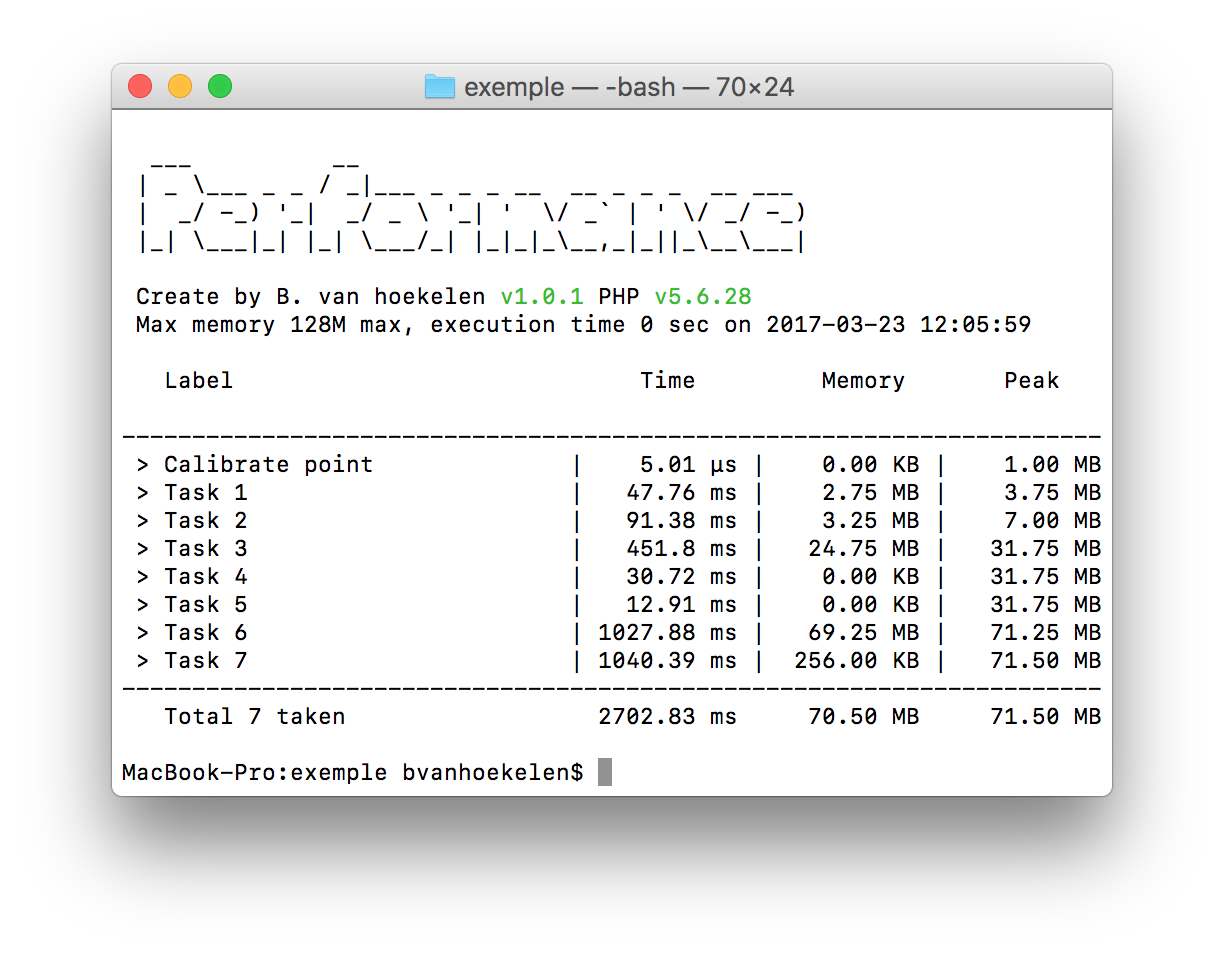 exemple — -bash — 70×24
  ___          __
 | _ \___ _ _ / _|___ _ _ _ __  __ _ _ _  __ ___
 |  _/ -_) '_|  _/ _ \ '_| '  \/ _` | ' \/ _/ -_)
 |_| \___|_| |_| \___/_| |_|_|_\__,_|_||_\__\___|
Create by B. van hoekelen v1.0.1 PHP v5.6.28
Max memory 128M max, execution time 0 sec on 2017-03-23 12:05:59
Label Time Memory Peak
> Calibrate point | 5.01 µs | 0.00 KB | 1.00 MB
> Task 1 | 47.76 ms | 2.75 MB | 3.75 MB
> Task 2 | 91.38 ms | 3.25 MB | 7.00 MB
> Task 3 | 451.8 ms | 24.75 MB | 31.75 MB
> Task 4 | 30.72 ms | 0.00 KB | 31.75 MB
> Task 5 | 12.91 ms | 0.00 KB | 31.75 MB
> Task 6 | 1027.88 ms | 69.25 MB | 71.25 MB
> Task 7 | 1040.39 ms | 256.00 KB | 71.50 MB
Total 7 taken 2702.83 ms 70.50 MB 71.50 MB
MacBook-Pro:exemple bvanhoekelen$